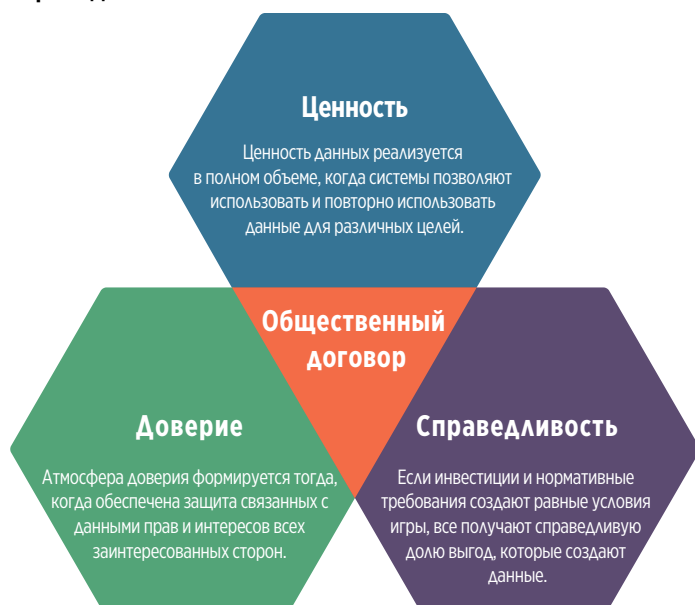 Ценность
Ценность данных реализуется
в полном объеме, когда системы позволяют
использовать и повторно использовать
данные для различных целей.
Общественный
договор
Доверие
Атмосфера доверия формируется тогда,
когда обеспечена защита связанных с
данными прав и интересов всех
заинтересованных сторон.
Справедливость
Если инвестиции и нормативные
требования создают равные условия
игры, все получают справедливую
долю выгод, которые создают
данные.